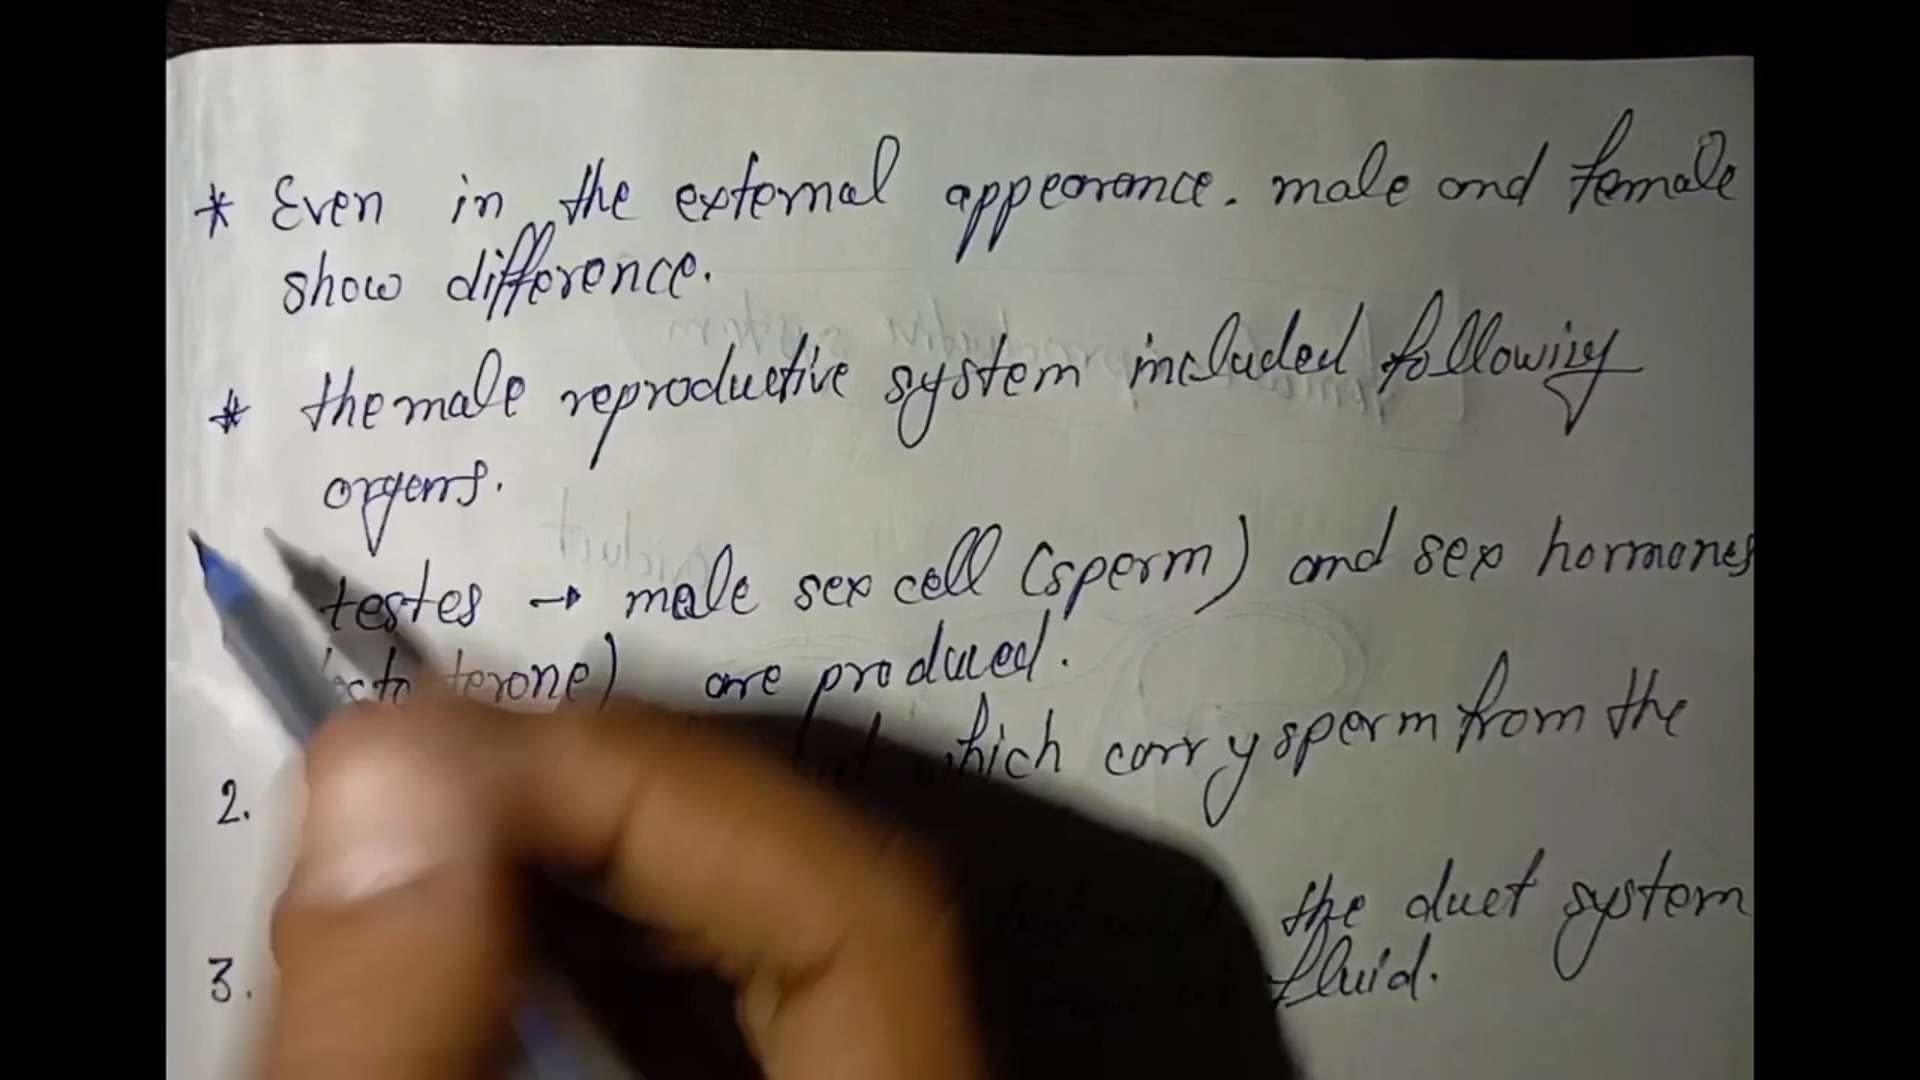 * Even in the external appearance. male and female
show difference.
* the male reproductive system included following
organs.
testes → male sex cell (sperm) and sex hormones
terone) are produced.
which carry sperm from the
2.
the duct system
3. fluid.